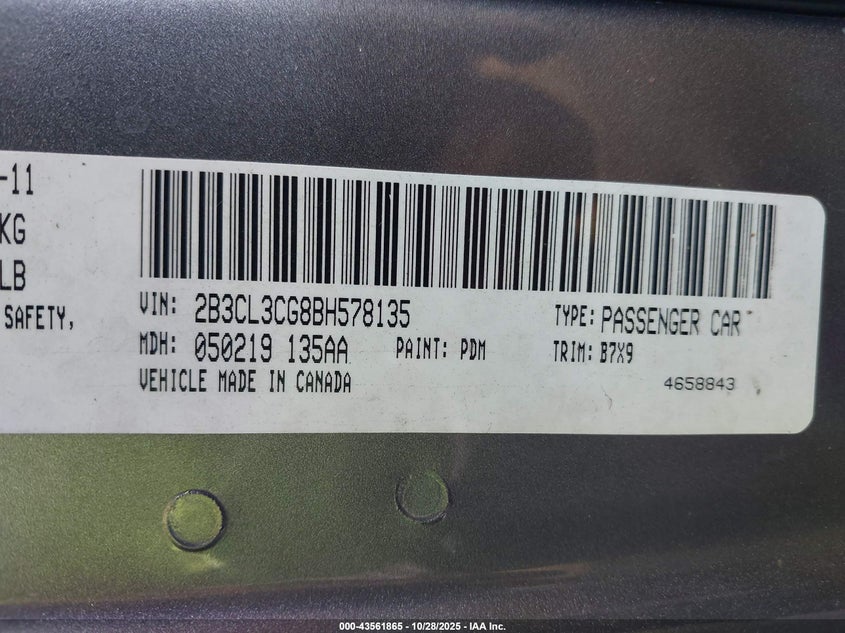 -11
KG
LB
SAFETY,
VIN: 2B3CL3CG8BH578135 TYPE: PASSENGER CAR
MDH: 050219 135AA PAINT: PDM TRIM: B7X9
VEHICLE MADE IN CANADA 4658843
000-43561865 - 10/28/2025 - IAA Inc.